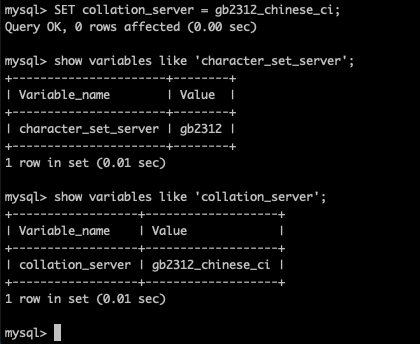 mysql> SET collation_server = gb2312_chinese_ci;
Query OK, 0 rows affected (0.00 sec)
mysql> show variables like 'character_set_server';
+----------------------+--------+
| Variable_name        | Value  |
+----------------------+--------+
| character_set_server | gb2312 |
+----------------------+--------+
1 row in set (0.01 sec)
mysql> show variables like 'collation_server';
+------------------+-------------------+
| Variable_name    | Value             |
+------------------+-------------------+
| collation_server | gb2312_chinese_ci |
+------------------+-------------------+
1 row in set (0.01 sec)
mysql>